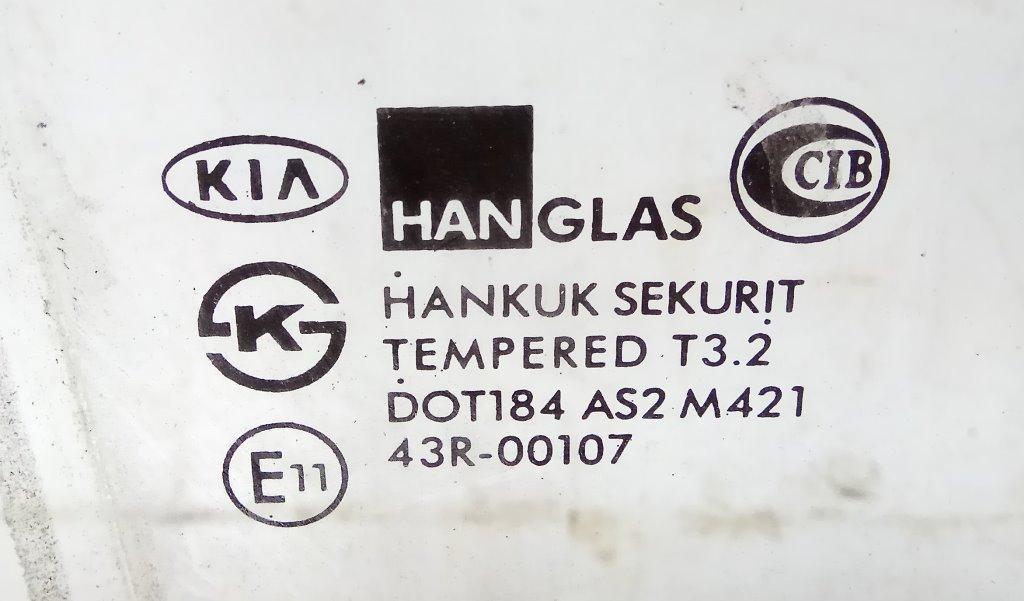 KIA
HANGLAS
CIB
K
HANKUK SEKURIT
TEMPERED T3.2
DOT184 AS2 M421
E11
43R-00107